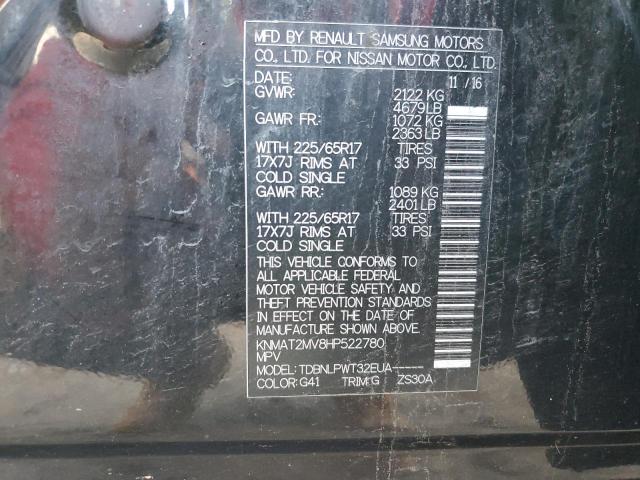 MFD BY RENAULT SAMSUNG MOTORS
CO., LTD. FOR NISSAN MOTOR CO., LTD.
DATE: 11 / 16
GVWR: 2122 KG
4679 LB
GAWR FR: 1072 KG
2363 LB
WITH 225/65R17 TIRES
17X7J RIMS AT 33 PSI
COLD SINGLE
GAWR RR: 1089 KG
2401 LB
WITH 225/65R17 TIRES
17X7J RIMS AT 33 PSI
COLD SINGLE
THIS VEHICLE CONFORMS TO
ALL APPLICABLE FEDERAL
MOTOR VEHICLE SAFETY AND
THEFT PREVENTION STANDARDS
IN EFFECT ON THE DATE OF
MANUFACTURE SHOWN ABOVE.
KNMAT2MV8HP522780
MPV
MODEL: TDBNLPWT32EUA-----
COLOR: G41 TRIM: G ZS30A